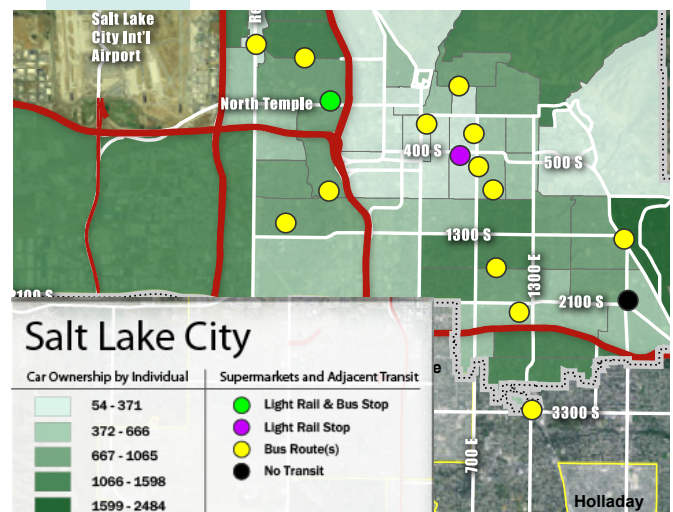 Salt Lake
City Int'l
Airport
Re
North Temple
400 S
500 S
1300 S
1300 E
2100 S
2100 S
e
3300 S
700 E
Holladay
Salt Lake City
Car Ownership by Individual
54 - 371
372 - 666
667 - 1065
1066 - 1598
1599 - 2484
Supermarkets and Adjacent Transit
Light Rail & Bus Stop
Light Rail Stop
Bus Route(s)
No Transit